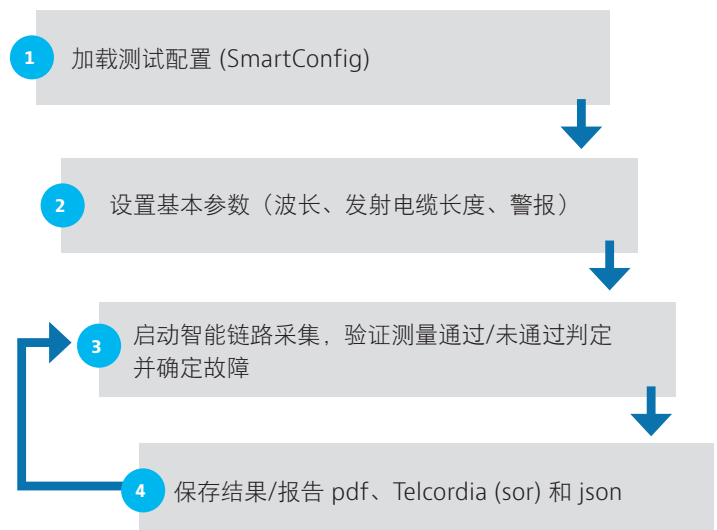 1
加载测试配置 (SmartConfig)
2
设置基本参数（波长、发射电缆长度、警报）
3
启动智能链路采集，验证测量通过/未通过判定
并确定故障
4
保存结果/报告 pdf、Telcordia (sor) 和 json